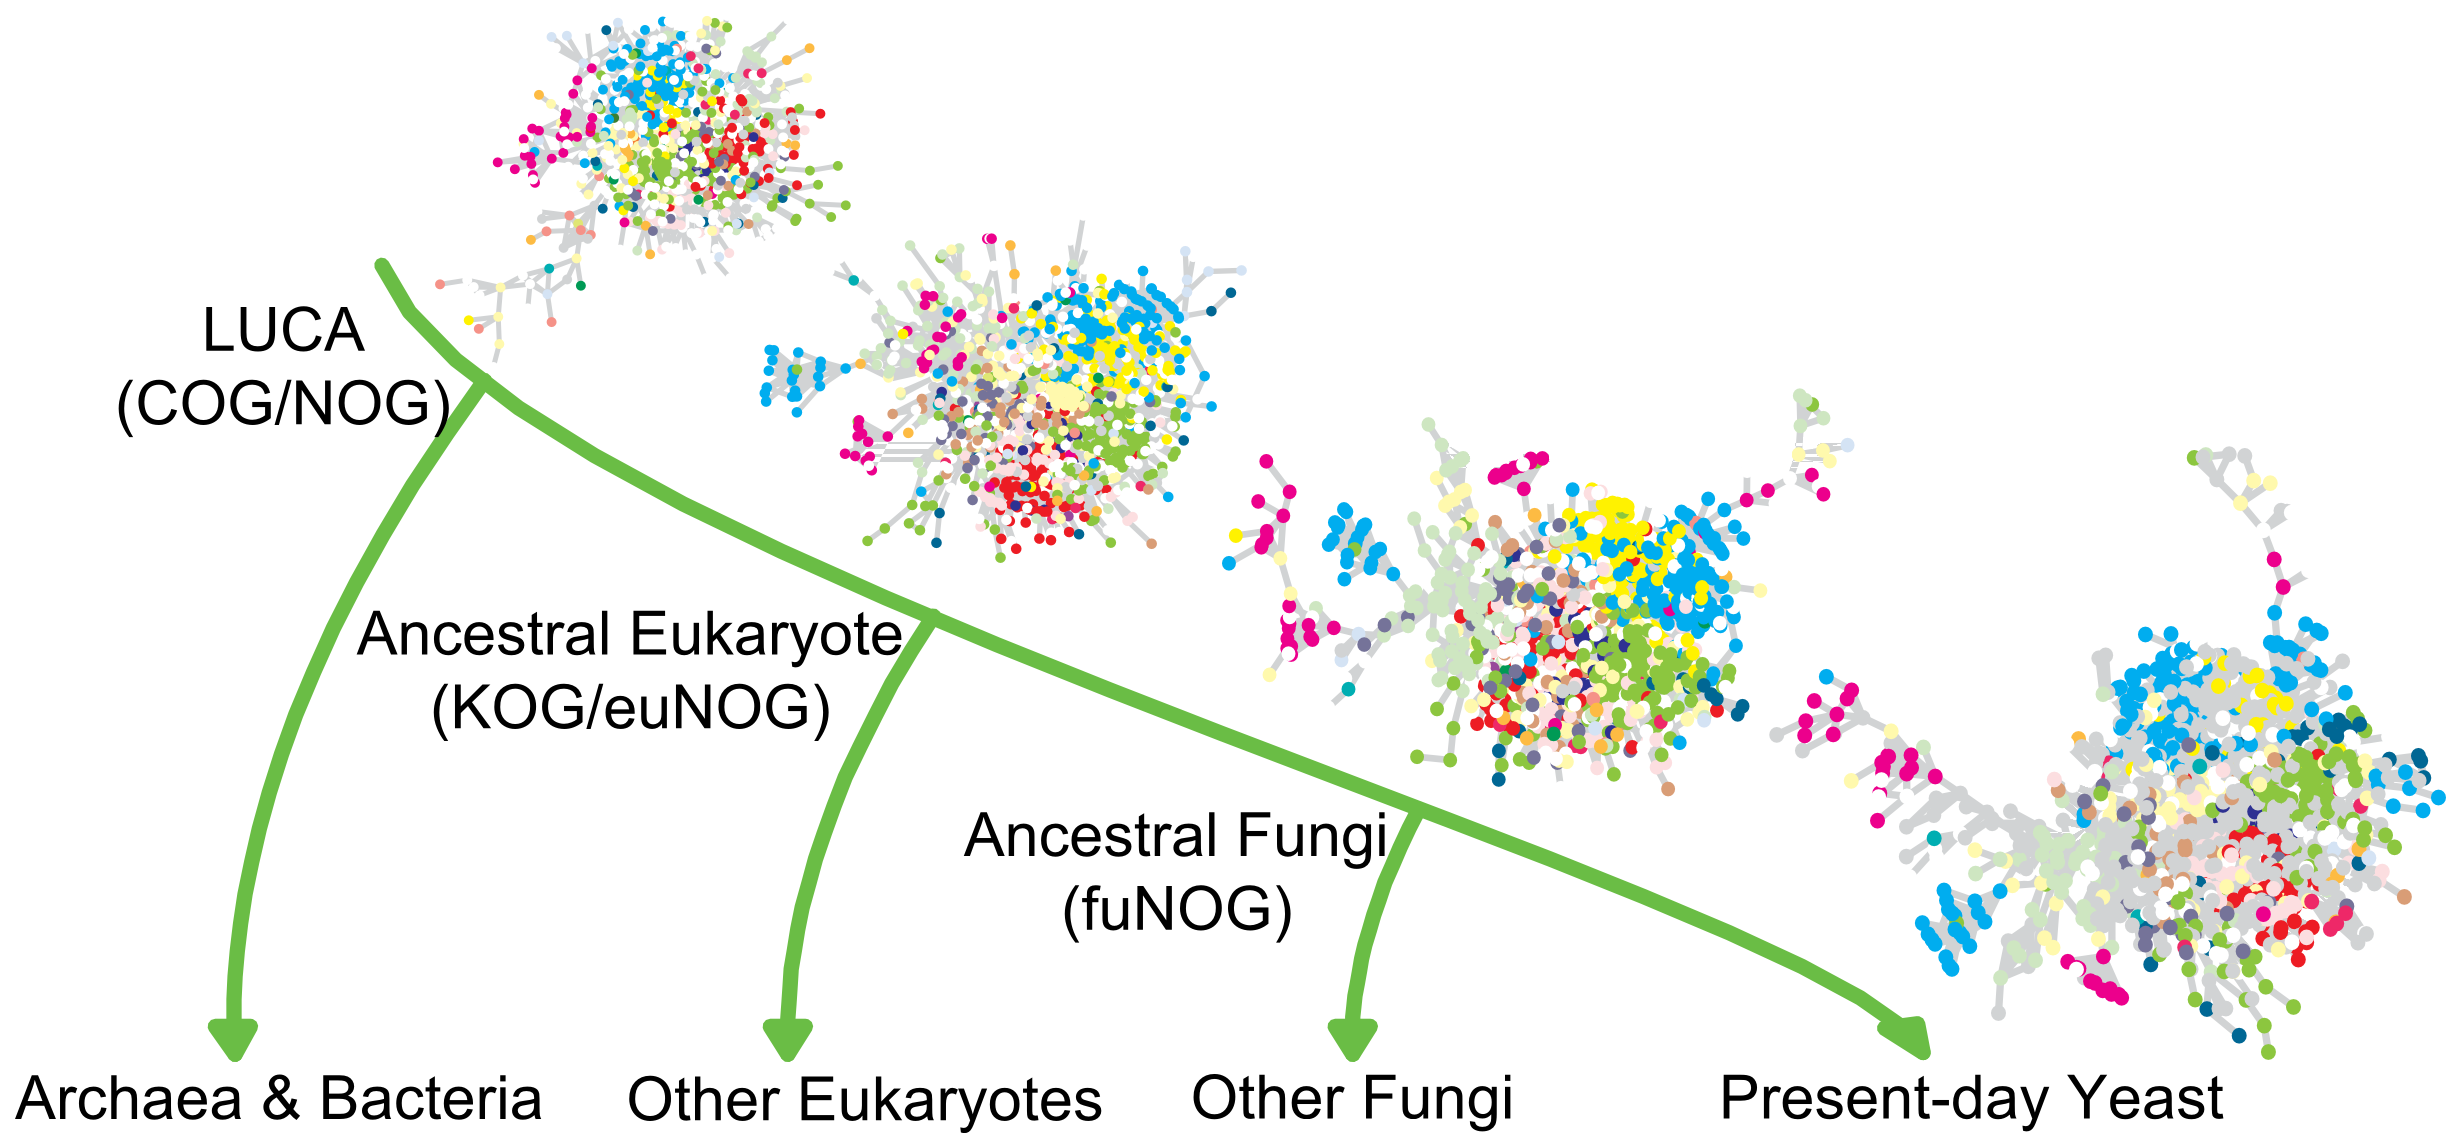 LUCA
(COG/NOG)
Ancestral Eukaryote
(KOG/euNOG)
Ancestral Fungi
(fuNOG)
Archaea & Bacteria
Other Eukaryotes
Other Fungi
Present-day Yeast